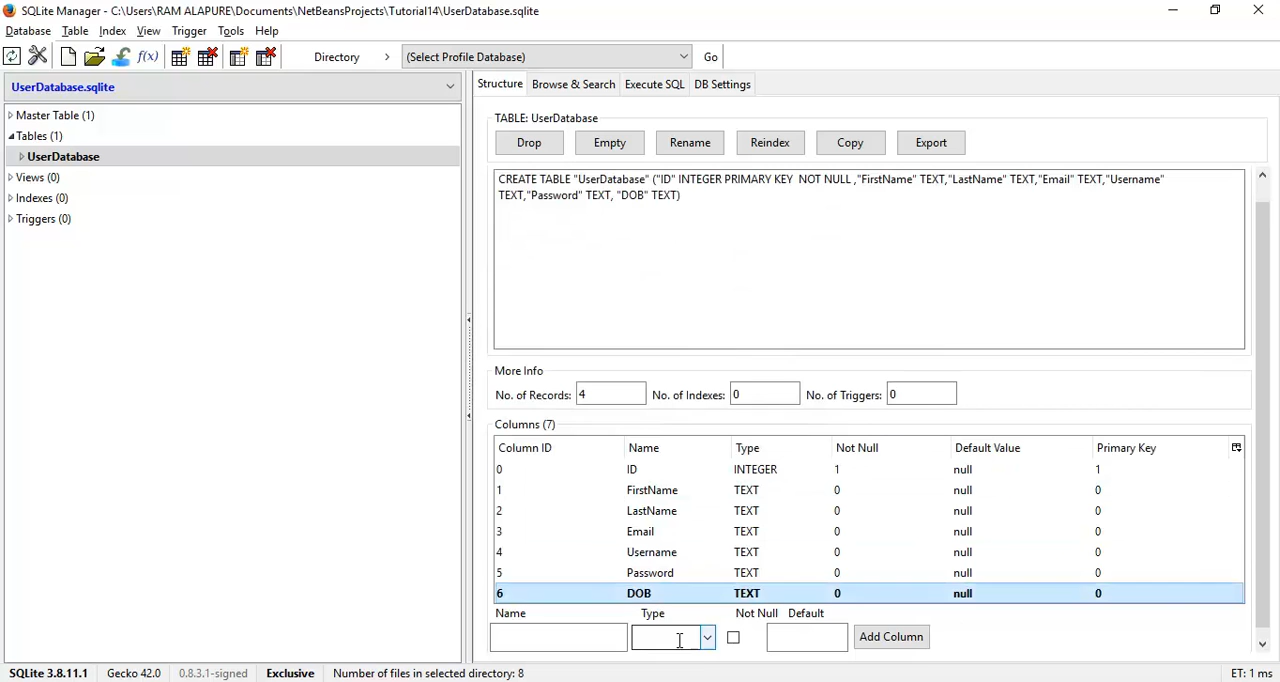 SQLite Manager - C:\Users\RAM ALAPURE\Documents\NetBeansProjects\Tutorial14\UserDatabase.sqlite
Database Table Index View Trigger Tools Help
f(x) Directory > (Select Profile Database) Go
UserDatabase.sqlite
Master Table (1)
Tables (1)
UserDatabase
Views (0)
Indexes (0)
Triggers (0)
Structure Browse & Search Execute SQL DB Settings
TABLE: UserDatabase
Drop Empty Rename Reindex Copy Export
CREATE TABLE "UserDatabase" ("ID" INTEGER PRIMARY KEY  NOT NULL ,"FirstName" TEXT,"LastName" TEXT,"Email" TEXT,"Username"
TEXT,"Password" TEXT, "DOB" TEXT)
More Info
No. of Records: 4 No. of Indexes: 0 No. of Triggers: 0
Columns (7)
Column ID Name Type Not Null Default Value Primary Key
0 ID INTEGER 1 null 1
1 FirstName TEXT 0 null 0
2 LastName TEXT 0 null 0
3 Email TEXT 0 null 0
4 Username TEXT 0 null 0
5 Password TEXT 0 null 0
6 DOB TEXT 0 null 0
Name Type Not Null Default
Add Column
SQLite 3.8.11.1 Gecko 42.0 0.8.3.1-signed Exclusive Number of files in selected directory: 8 ET: 1 ms